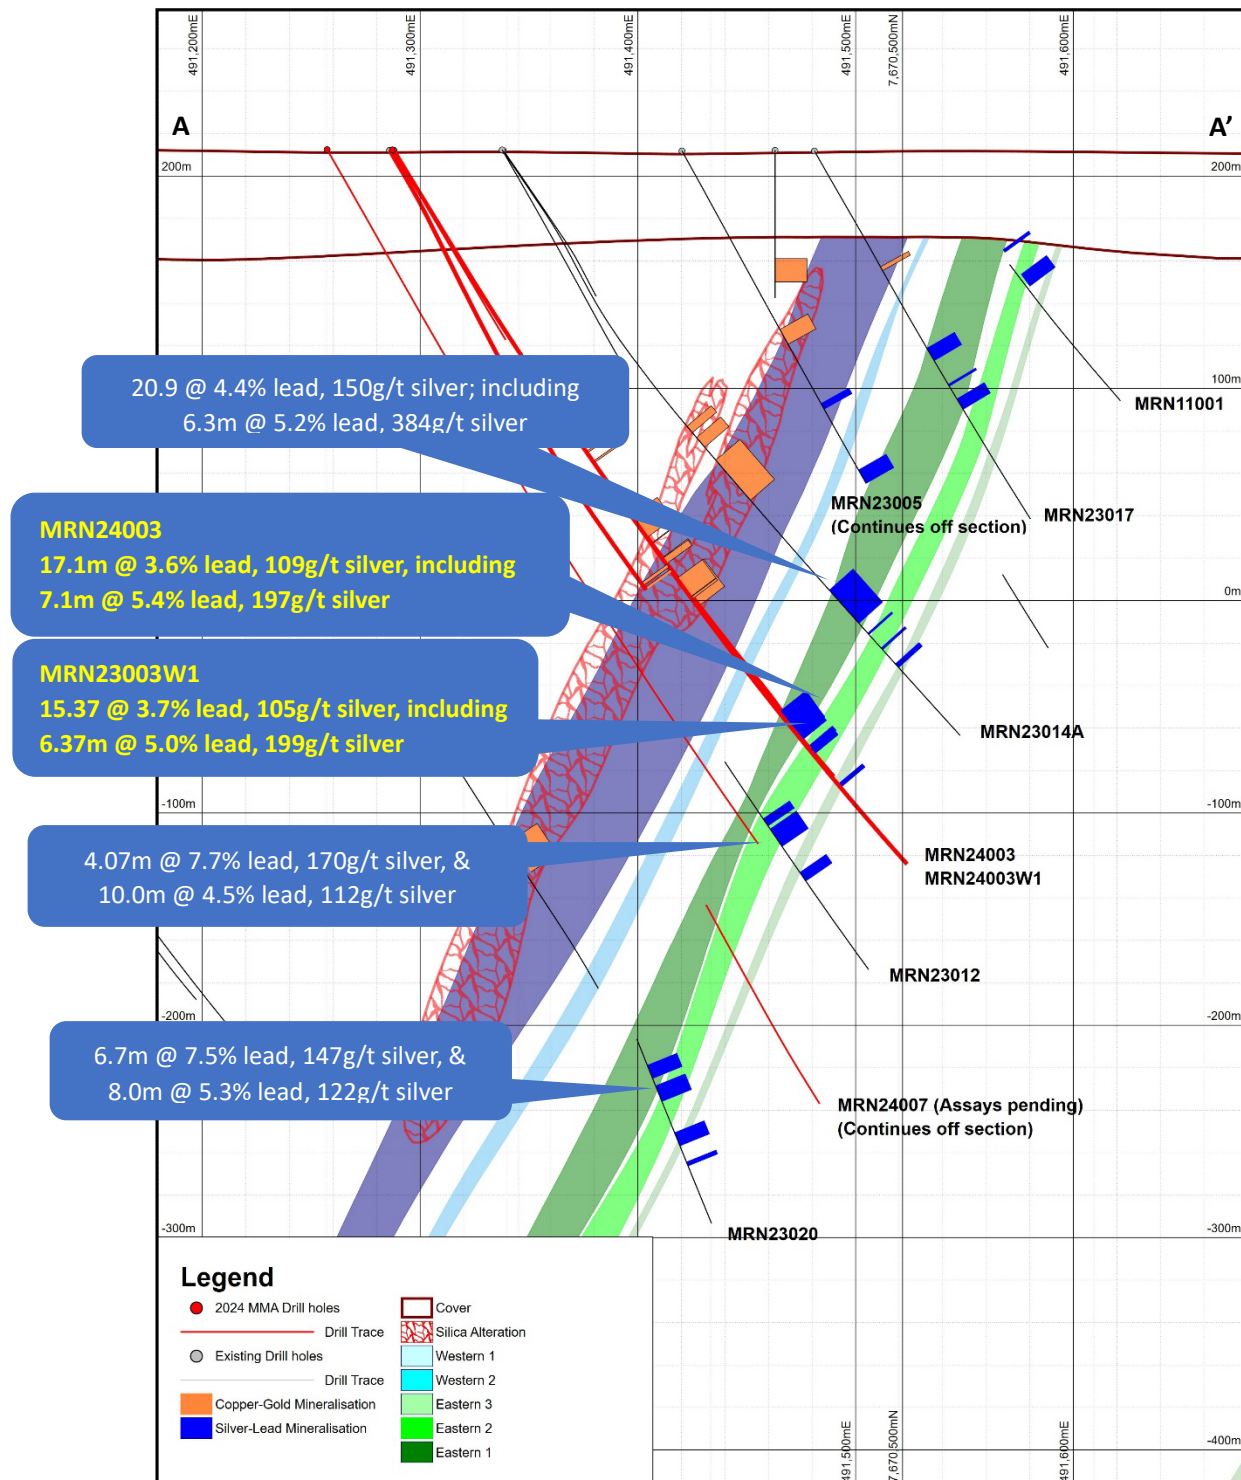 491,200mE
491,300mE
491,400mE
491,500mE
7,670,500mN
491,600mE
A
A'
200m
200m
100m
MRN11001
20.9 @ 4.4% lead, 150g/t silver; including
6.3m @ 5.2% lead, 384g/t silver
MRN23005
(Continues off section)
MRN23017
MRN24003
17.1m @ 3.6% lead, 109g/t silver, including
7.1m @ 5.4% lead, 197g/t silver
0m
MRN23003W1
15.37 @ 3.7% lead, 105g/t silver, including
6.37m @ 5.0% lead, 199g/t silver
MRN23014A
-100m
-100m
4.07m @ 7.7% lead, 170g/t silver, &
10.0m @ 4.5% lead, 112g/t silver
MRN24003
MRN24003W1
MRN23012
-200m
-200m
6.7m @ 7.5% lead, 147g/t silver, &
8.0m @ 5.3% lead, 122g/t silver
MRN24007 (Assays pending)
(Continues off section)
-300m
MRN23020
-300m
Legend
2024 MMA Drill holes
Drill Trace
Existing Drill holes
Drill Trace
Copper-Gold Mineralisation
Silver-Lead Mineralisation
Cover
Silica Alteration
Western 1
Western 2
Eastern 3
Eastern 2
Eastern 1
491,500mE
7,670,500mN
491,600mE
-400m